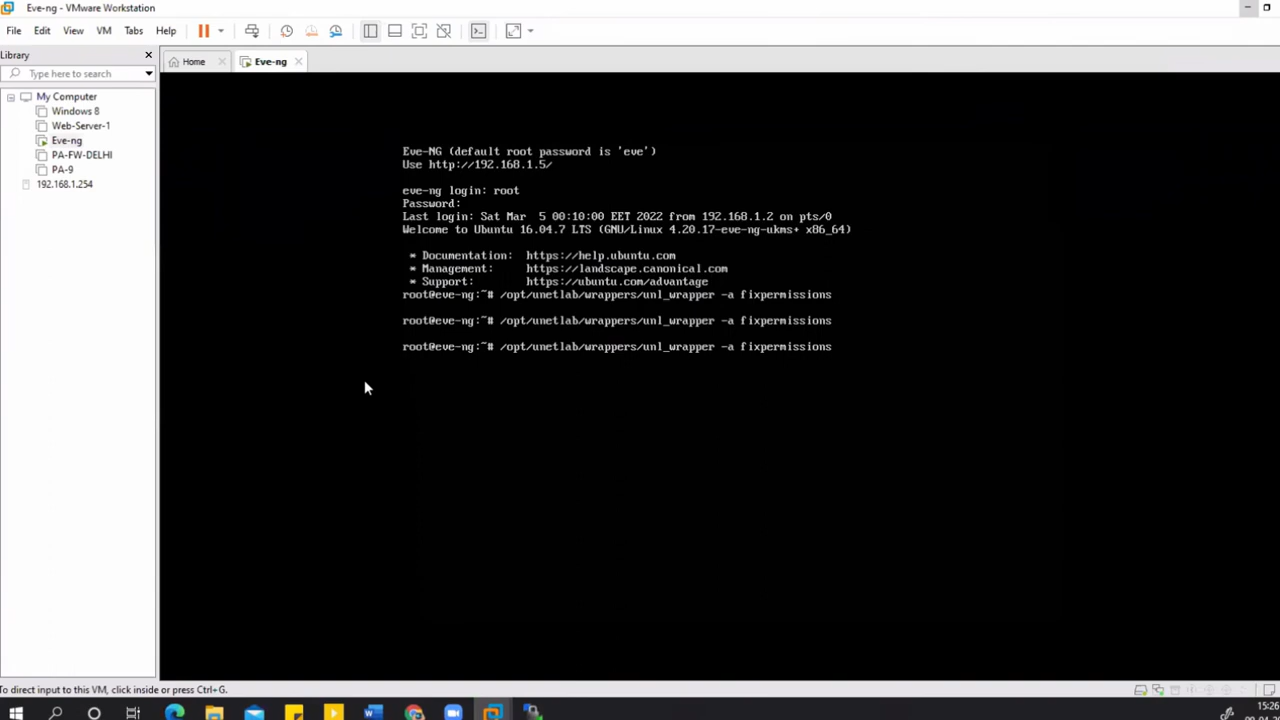 Eve-ng - VMware Workstation
File Edit View VM Tabs Help
Library
Type here to search
Home
Eve-ng
My Computer
Windows 8
Web-Server-1
Eve-ng
PA-FW-DELHI
PA-9
192.168.1.254
Eve-NG (default root password is 'eve')
Use http://192.168.1.5/
eve-ng login: root
Password:
Last login: Sat Mar  5 00:10:00 EET 2022 from 192.168.1.2 on pts/0
Welcome to Ubuntu 16.04.7 LTS (GNU/Linux 4.20.17-eve-ng-ukms+ x86_64)
* Documentation:  https://help.ubuntu.com
* Management:     https://landscape.canonical.com
* Support:        https://ubuntu.com/advantage
root@eve-ng:~# /opt/unetlab/wrappers/unl_wrapper -a fixpermissions
root@eve-ng:~# /opt/unetlab/wrappers/unl_wrapper -a fixpermissions
root@eve-ng:~# /opt/unetlab/wrappers/unl_wrapper -a fixpermissions
To direct input to this VM, click inside or press Ctrl+G.
15:26